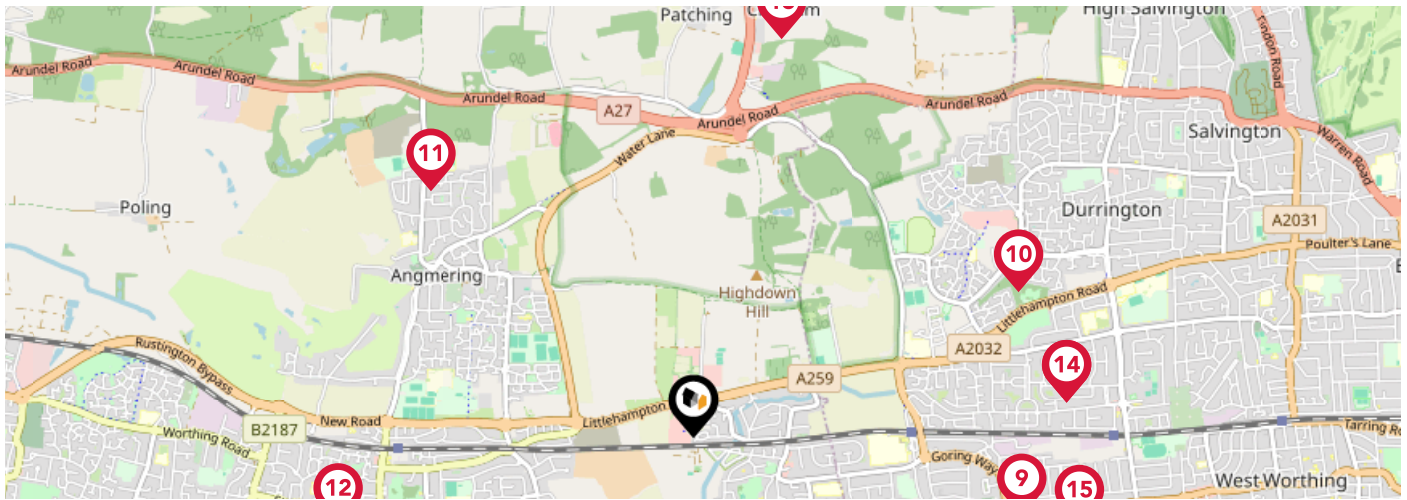 Patching
High Salvington
Findon Road
Arundel Road
Arundel Road
Arundel Road
A27
Arundel Road
Arundel Road
Water Lane
Salvington
Warren Road
11
Poling
Durrington
A2031
Poulter's Lane
10
Angmering
Highdown
Hill
Littlehampton Road
A2032
Rustington Bypass
14
A259
New Road
Littlehampton
B2187
Worthing Road
Tarring Ro
Goring Way
12
9
15
West Worthing